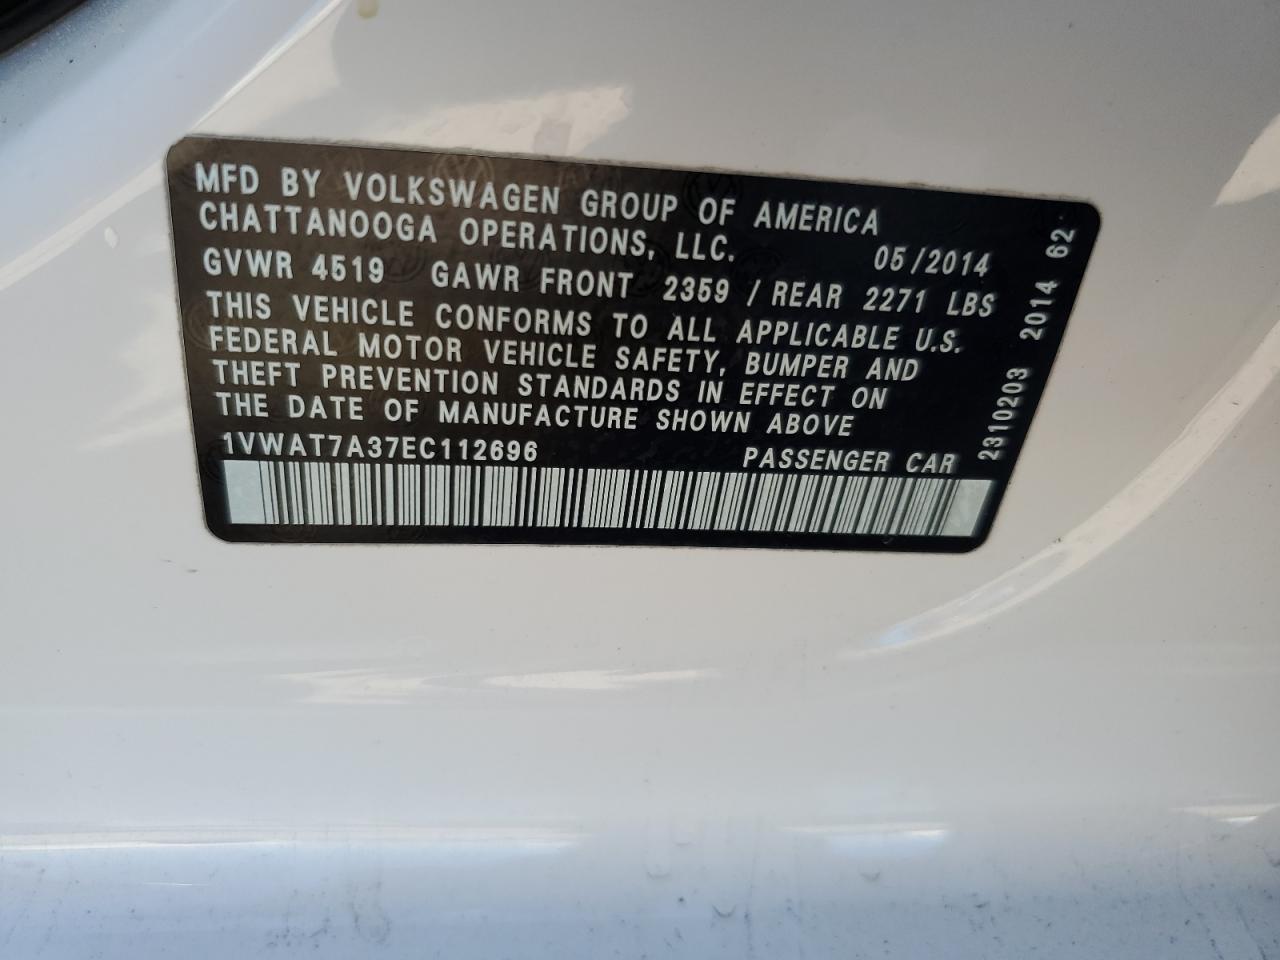 MFD BY VOLKSWAGEN GROUP OF AMERICA
CHATTANOOGA OPERATIONS, LLC. 05/2014
GVWR 4519 GAWR FRONT 2359 / REAR 2271 LBS
THIS VEHICLE CONFORMS TO ALL APPLICABLE U.S.
FEDERAL MOTOR VEHICLE SAFETY, BUMPER AND
THEFT PREVENTION STANDARDS IN EFFECT ON
THE DATE OF MANUFACTURE SHOWN ABOVE
1VWAT7A37EC112696 PASSENGER CAR
2310203 2014 62